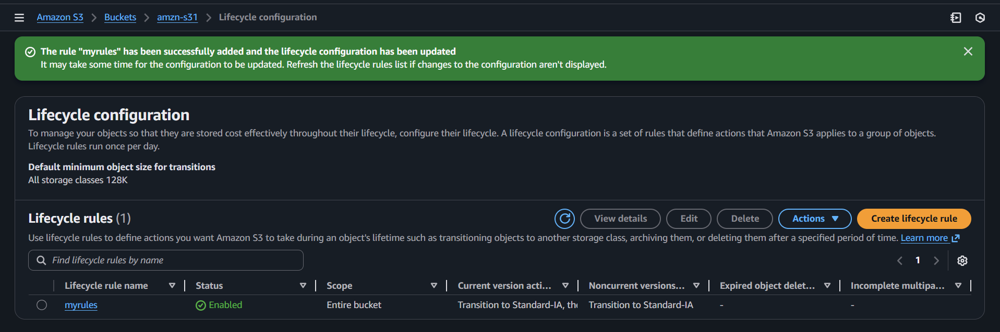 Amazon S3 > Buckets > amzn-s31 > Lifecycle configuration
The rule "myrules" has been successfully added and the lifecycle configuration has been updated
It may take some time for the configuration to be updated. Refresh the lifecycle rules list if changes to the configuration aren't displayed.
Lifecycle configuration
To manage your objects so that they are stored cost effectively throughout their lifecycle, configure their lifecycle. A lifecycle configuration is a set of rules that define actions that Amazon S3 applies to a group of objects.
Lifecycle rules run once per day.
Default minimum object size for transitions
All storage classes 128K
Lifecycle rules (1) View details Edit Delete Actions Create lifecycle rule
Use lifecycle rules to define actions you want Amazon S3 to take during an object's lifetime such as transitioning objects to another storage class, archiving them, or deleting them after a specified period of time. Learn more
Find lifecycle rules by name 1
Lifecycle rule name Status Scope Current version acti... Noncurrent versions... Expired object delet... Incomplete multipa...
myrules Enabled Entire bucket Transition to Standard-IA, Transition to Standard-IA - -